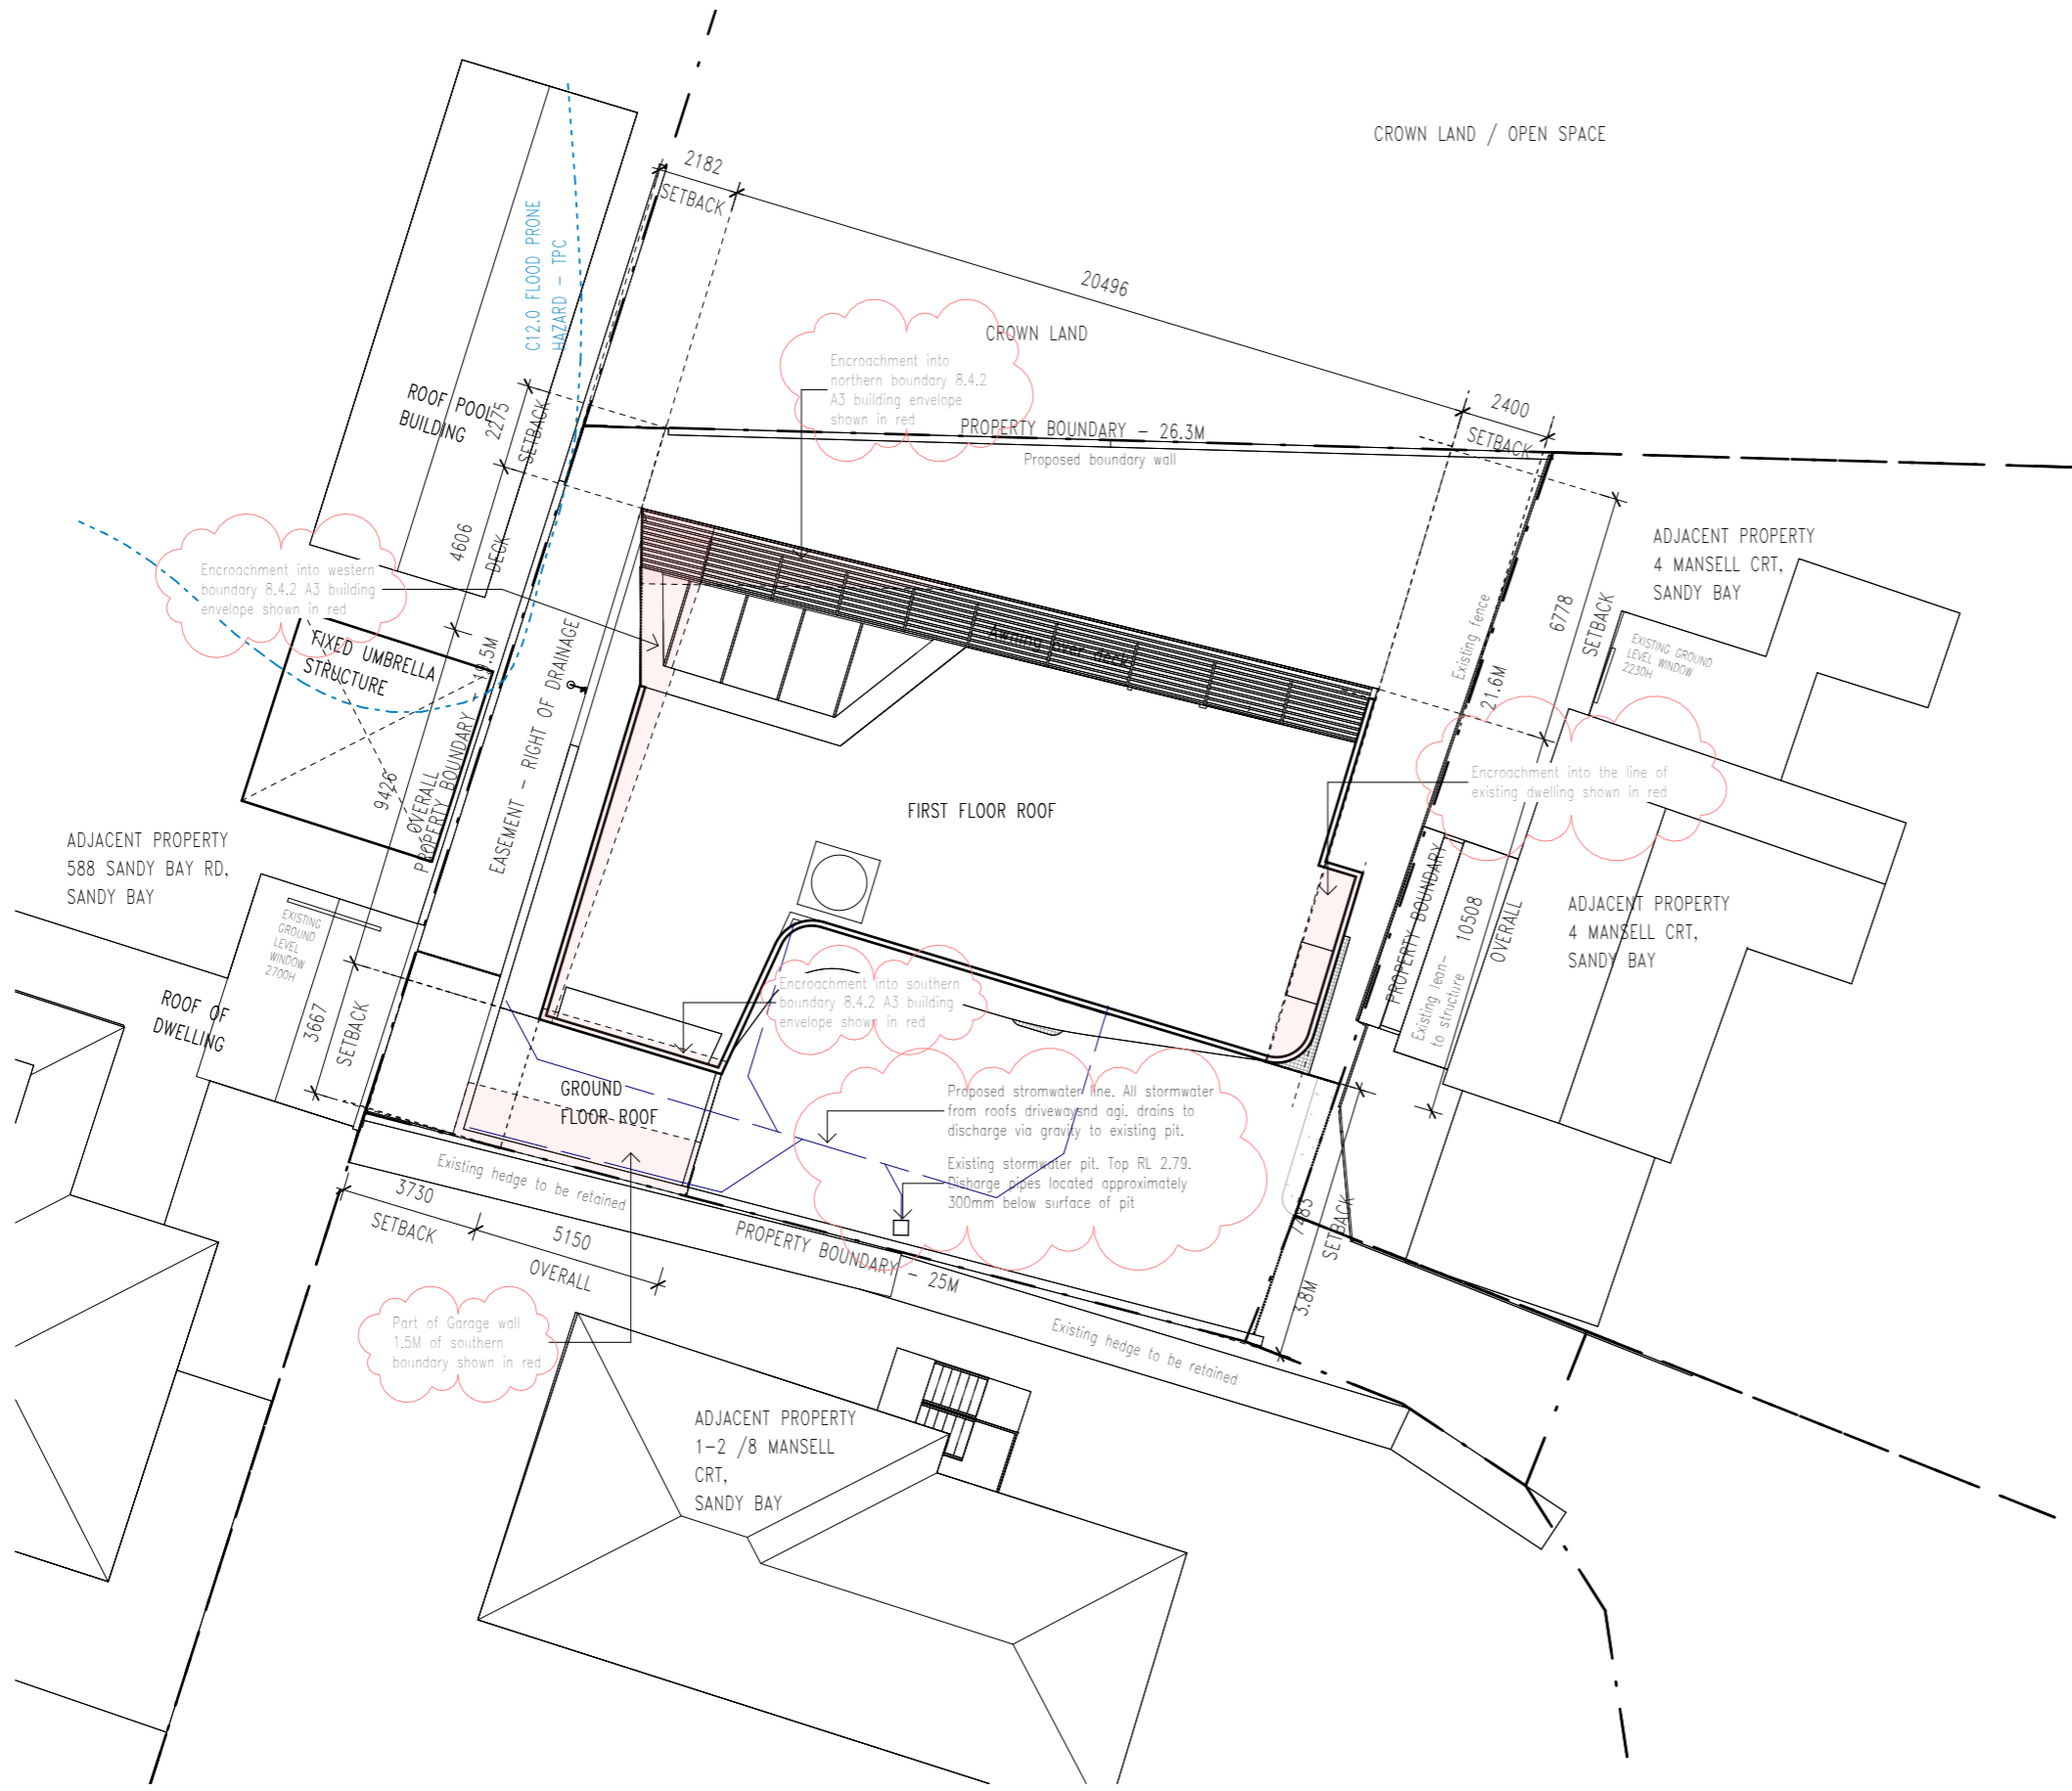 CROWN LAND / OPEN SPACE
2182
SETBACK
20496
C12.0 FLOOD PRONE
HAZARD - TPC
CROWN LAND
Encroachment into
northern boundary 8.4.2
A3 building envelope
shown in red
ROOF POOL
BUILDING
2275
SETBACK
2400
SETBACK
PROPERTY BOUNDARY - 26.3M
Proposed boundary wall
4606
DECK
Encroachment into western
boundary 8.4.2 A3 building
envelope shown in red
ADJACENT PROPERTY
4 MANSELL CRT,
SANDY BAY
Existing fence
6778
SETBACK
EXISTING GROUND
LEVEL WINDOW
2230H
FIXED UMBRELLA
STRUCTURE
Awning over deck
21.6M
PROPERTY BOUNDARY - 19.5M
EASEMENT - RIGHT OF DRAINAGE
9426
OVERALL
Encroachment into the line of
existing dwelling shown in red
FIRST FLOOR ROOF
ADJACENT PROPERTY
588 SANDY BAY RD,
SANDY BAY
PROPERTY BOUNDARY
10508
OVERALL
Existing lean-
to structure
ADJACENT PROPERTY
4 MANSELL CRT,
SANDY BAY
EXISTING
GROUND
LEVEL
WINDOW
2700H
ROOF OF
DWELLING
3667
SETBACK
Encroachment into southern
boundary 8.4.2 A3 building
envelope shown in red
GROUND
FLOOR ROOF
Proposed stromwater line. All stormwater
from roofs drivewaysnd agi. drains to
discharge via gravity to existing pit.
Existing stormwater pit. Top RL 2.79.
Disharge pipes located approximately
300mm below surface of pit
Existing hedge to be retained
3730
SETBACK
5150
OVERALL
PROPERTY BOUNDARY - 25M
7483
SETBACK
3.8M
Part of Garage wall
1.5M of southern
boundary shown in red
Existing hedge to be retained
ADJACENT PROPERTY
1-2 /8 MANSELL
CRT,
SANDY BAY